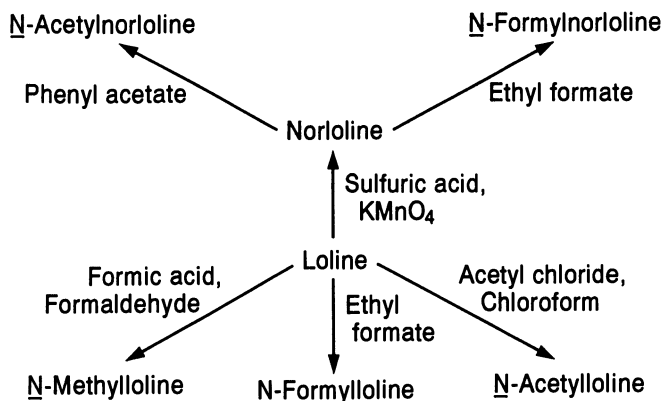 N-Acetylnorloline
N-Formylnorloline
Phenyl acetate
Ethyl formate
Norloline
Sulfuric acid,
KMnO4
Loline
Formic acid,
Formaldehyde
Ethyl
formate
Acetyl chloride,
Chloroform
N-Methylloline
N-Formylloline
N-Acetylloline